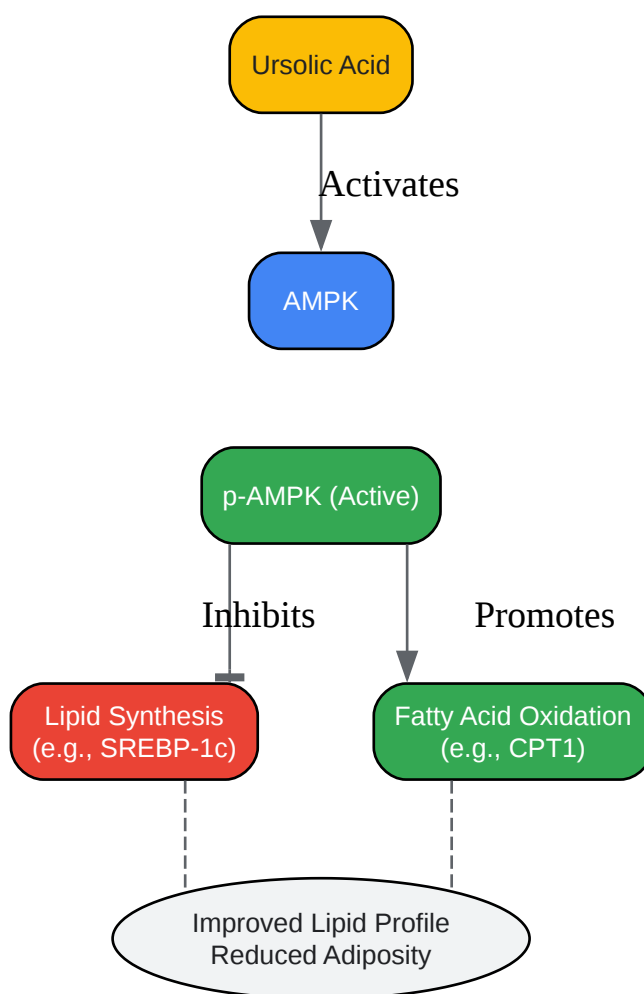 Ursolic Acid
Activates
AMPK
p-AMPK (Active)
Inhibits
Promotes
Lipid Synthesis
(e.g., SREBP-1c)
Fatty Acid Oxidation
(e.g., CPT1)
Improved Lipid Profile
Reduced Adiposity